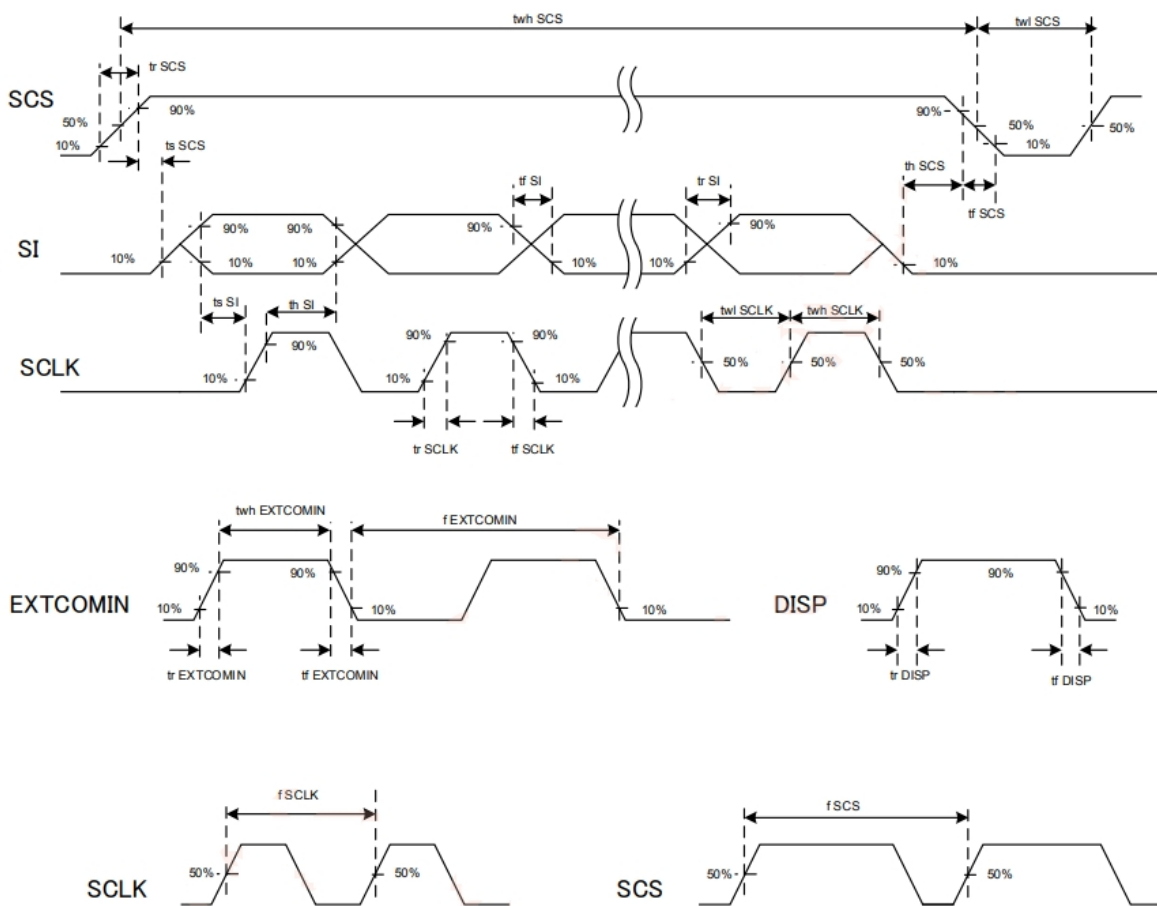 twh SCS
twl SCS
tr SCS
SCS
90%
90%
50%
50%
50%
10%
10%
ts SCS
th SCS
tf SCS
tf SI
tr SI
SI
90%
90%
90%
90%
10%
10%
10%
10%
10%
10%
ts SI
th SI
twl SCLK
twh SCLK
SCLK
90%
90%
90%
50%
50%
50%
10%
10%
10%
tr SCLK
tf SCLK
twh EXTCOMIN
f EXTCOMIN
EXTCOMIN
90%
90%
10%
10%
10%
tr EXTCOMIN
tf EXTCOMIN
DISP
90%
90%
10%
10%
tr DISP
tf DISP
f SCLK
SCLK
50%
50%
f SCS
SCS
50%
50%